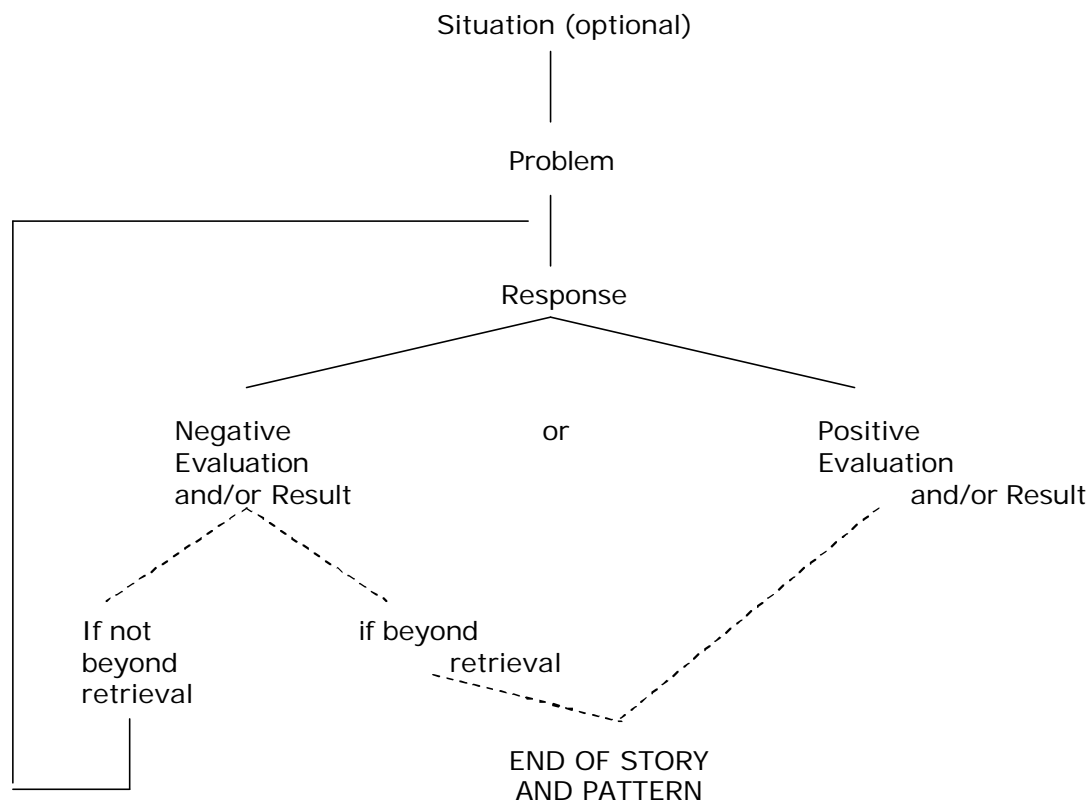 Situation (optional)
Problem
Response
Negative
Evaluation
and/or Result
or
Positive
Evaluation
and/or Result
If not
beyond
retrieval
if beyond
retrieval
END OF STORY
AND PATTERN